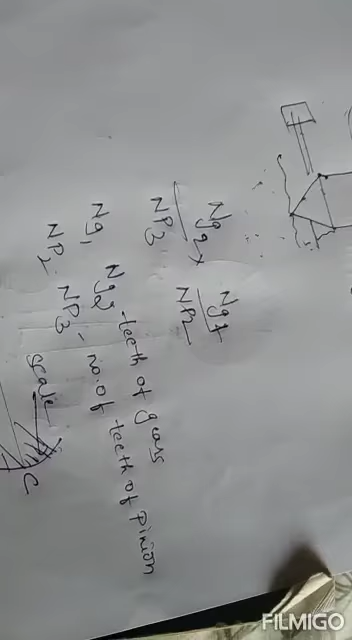 Ng2 × Ng1
NP3 NP2
Ng1, Ng2 - teeth of gears
NP2, NP3 - no. of teeth of pinion
scale
C
FILMIGO